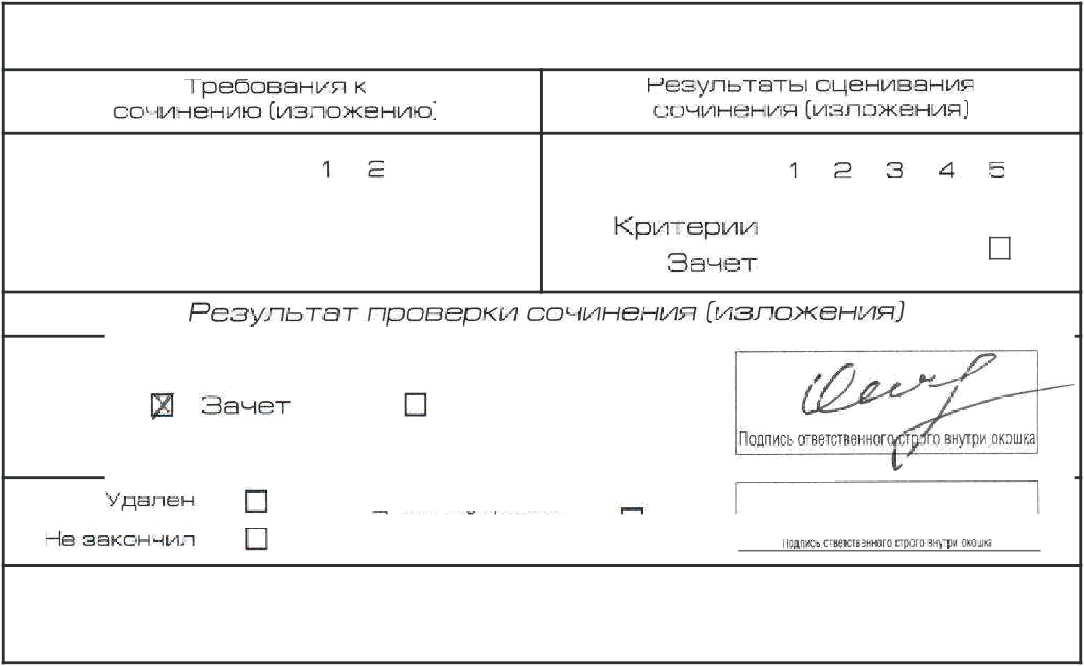 Требования к
сочинению (изложению)
Результаты оценивания
сочинения (изложения)
1 2
1 2 3 4 5
Критерии
Зачет
Результат проверки сочинения (изложения)
Зачет
Подпись ответственного строго внутри окошка
Удален
Не закончил
Подпись ответственного строго внутри окошка